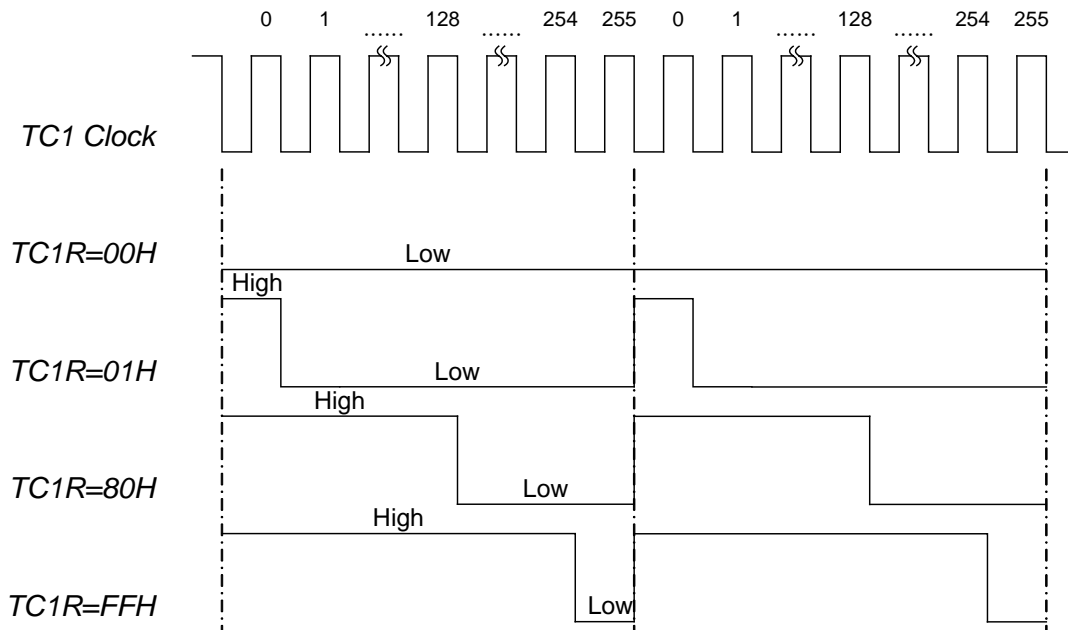 0 1 ...... 128 ...... 254 255 0 1 ...... 128 ...... 254 255
TC1 Clock
TC1R=00H
Low
High
TC1R=01H
Low
High
TC1R=80H
Low
High
TC1R=FFH
Low